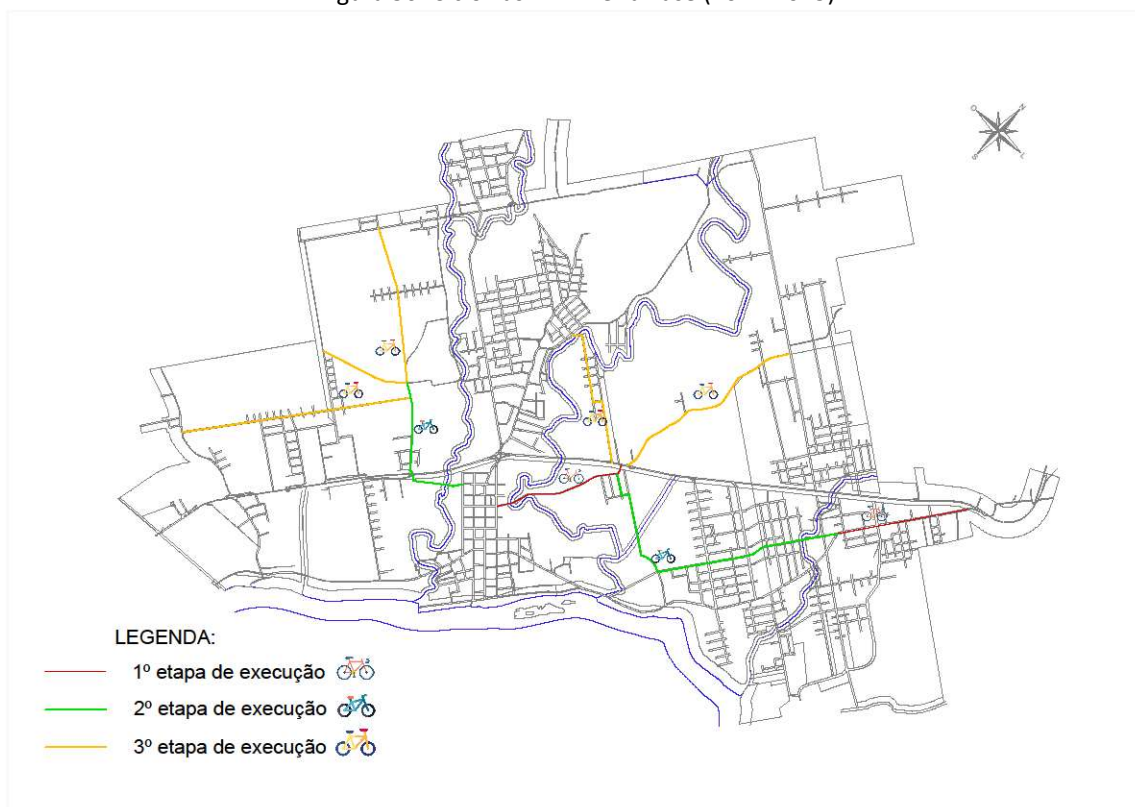 O N
S L
LEGENDA:
1º etapa de execução
2º etapa de execução
3º etapa de execução